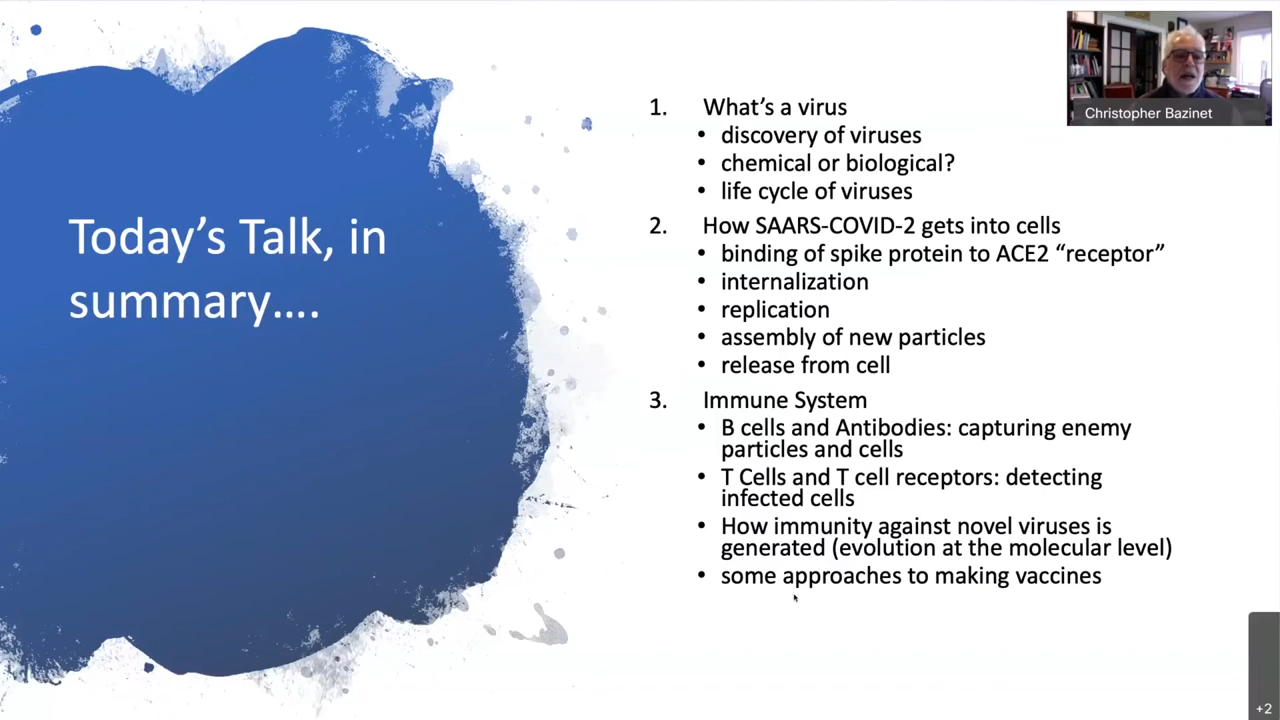 Today's Talk, in
summary....
1. What's a virus
• discovery of viruses
• chemical or biological?
• life cycle of viruses
2. How SAARS-COVID-2 gets into cells
• binding of spike protein to ACE2 “receptor”
• internalization
• replication
• assembly of new particles
• release from cell
3. Immune System
• B cells and Antibodies: capturing enemy
particles and cells
• T Cells and T cell receptors: detecting
infected cells
• How immunity against novel viruses is
generated (evolution at the molecular level)
• some approaches to making vaccines
Christopher Bazinet
+2